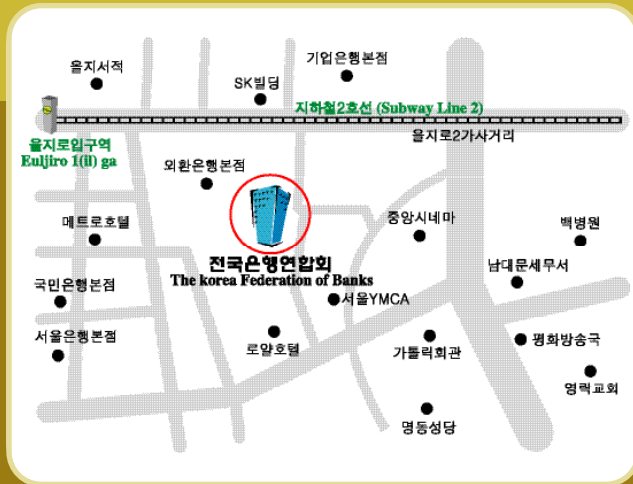 기업은행본점
을지서적
SK빌딩
지하철2호선 (Subway Line 2)
을지로2가사거리
을지로입구역
Euljiro 1(il) ga
외환은행본점
메트로호텔
중앙시네마
백병원
전국은행연합회
The korea Federation of Banks
남대문세무서
국민은행본점
서울YMCA
서울은행본점
로얄호텔
가톨릭회관
평화방송국
영락교회
명동성당